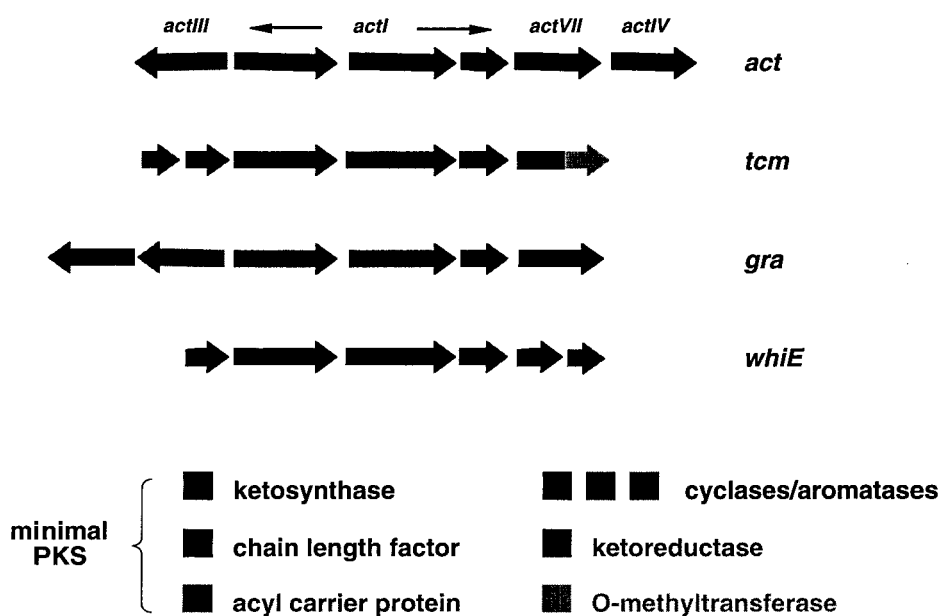 actIII actI actVII actIV
act
tcm
gra
whiE
minimal
PKS
ketosynthase
chain length factor
acyl carrier protein
cyclases/aromatases
ketoreductase
O-methyltransferase